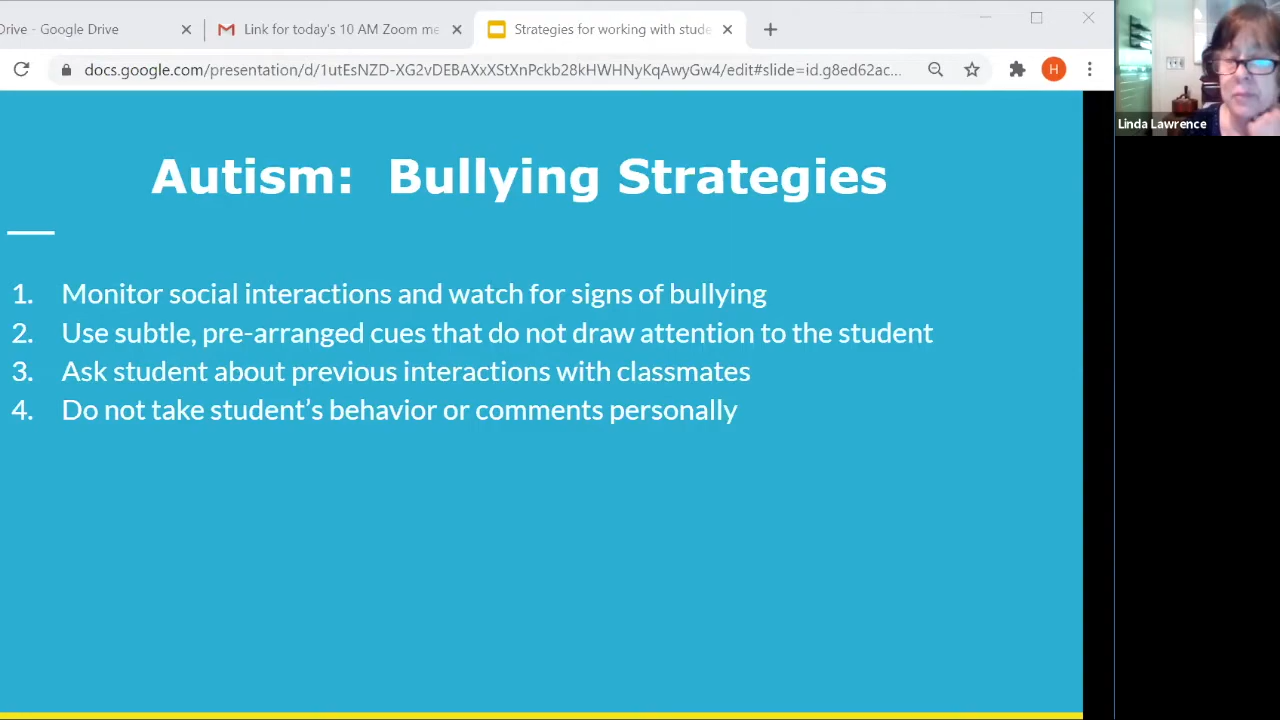 Drive - Google Drive
Link for today's 10 AM Zoom me
Strategies for working with stude
docs.google.com/presentation/d/1utEeNZD-XG2vDEBAXxXStXnPckb28kHWHNyKqAwyGw4/edit#slide=id.g8ed62ac...
H
Linda Lawrence
Autism: Bullying Strategies
1. Monitor social interactions and watch for signs of bullying
2. Use subtle, pre-arranged cues that do not draw attention to the student
3. Ask student about previous interactions with classmates
4. Do not take student’s behavior or comments personally